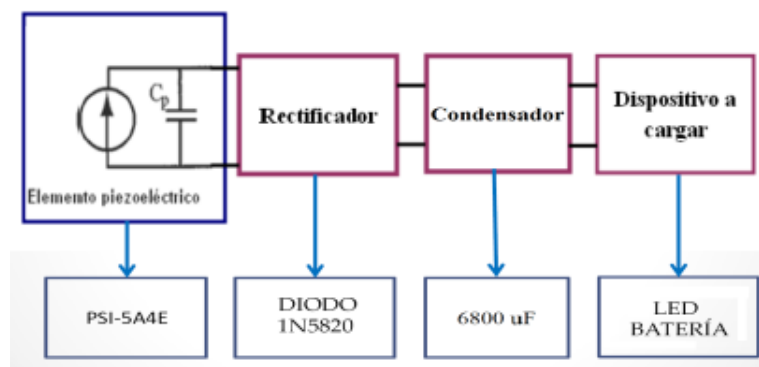 Cp
Elemento piezoeléctrico
Rectificador
Condensador
Dispositivo a
cargar
PSI-5A4E
DIODO
1N5820
6800 uF
LED
BATERÍA